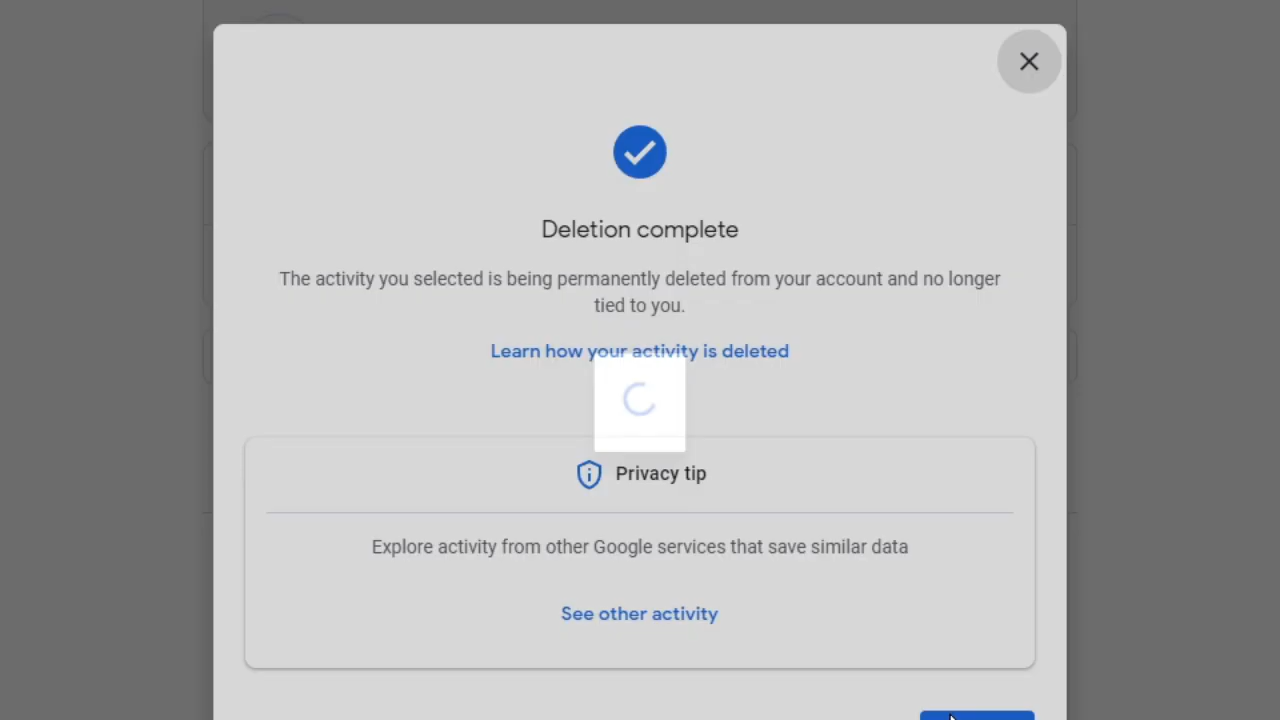 Deletion complete
The activity you selected is being permanently deleted from your account and no longer
tied to you.
Learn how your activity is deleted
Privacy tip
Explore activity from other Google services that save similar data
See other activity